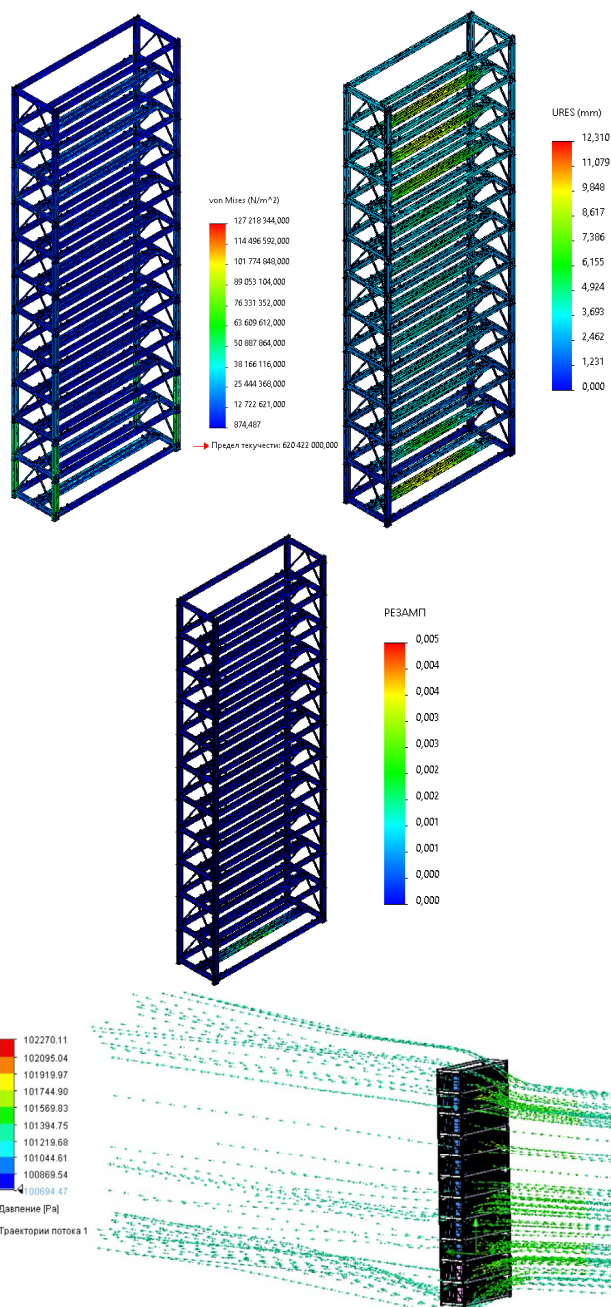 von Mises (N/m^2)
127 218 344,000
114 496 592,000
101 774 848,000
89 053 104,000
76 331 352,000
63 609 612,000
50 887 864,000
38 166 116,000
25 444 368,000
12 722 621,000
874,487
Предел текучести: 620 422 000,000
URES (mm)
12,310
11,079
9,848
8,617
7,386
6,155
4,924
3,693
2,462
1,231
0,000
РЕЗАМП
0,005
0,004
0,004
0,003
0,003
0,002
0,002
0,001
0,001
0,000
0,000
102270.11
102095.04
101919.97
101744.90
101569.83
101394.75
101219.68
101044.61
100869.54
100694.47
Давление [Pa]
Траектории потока 1